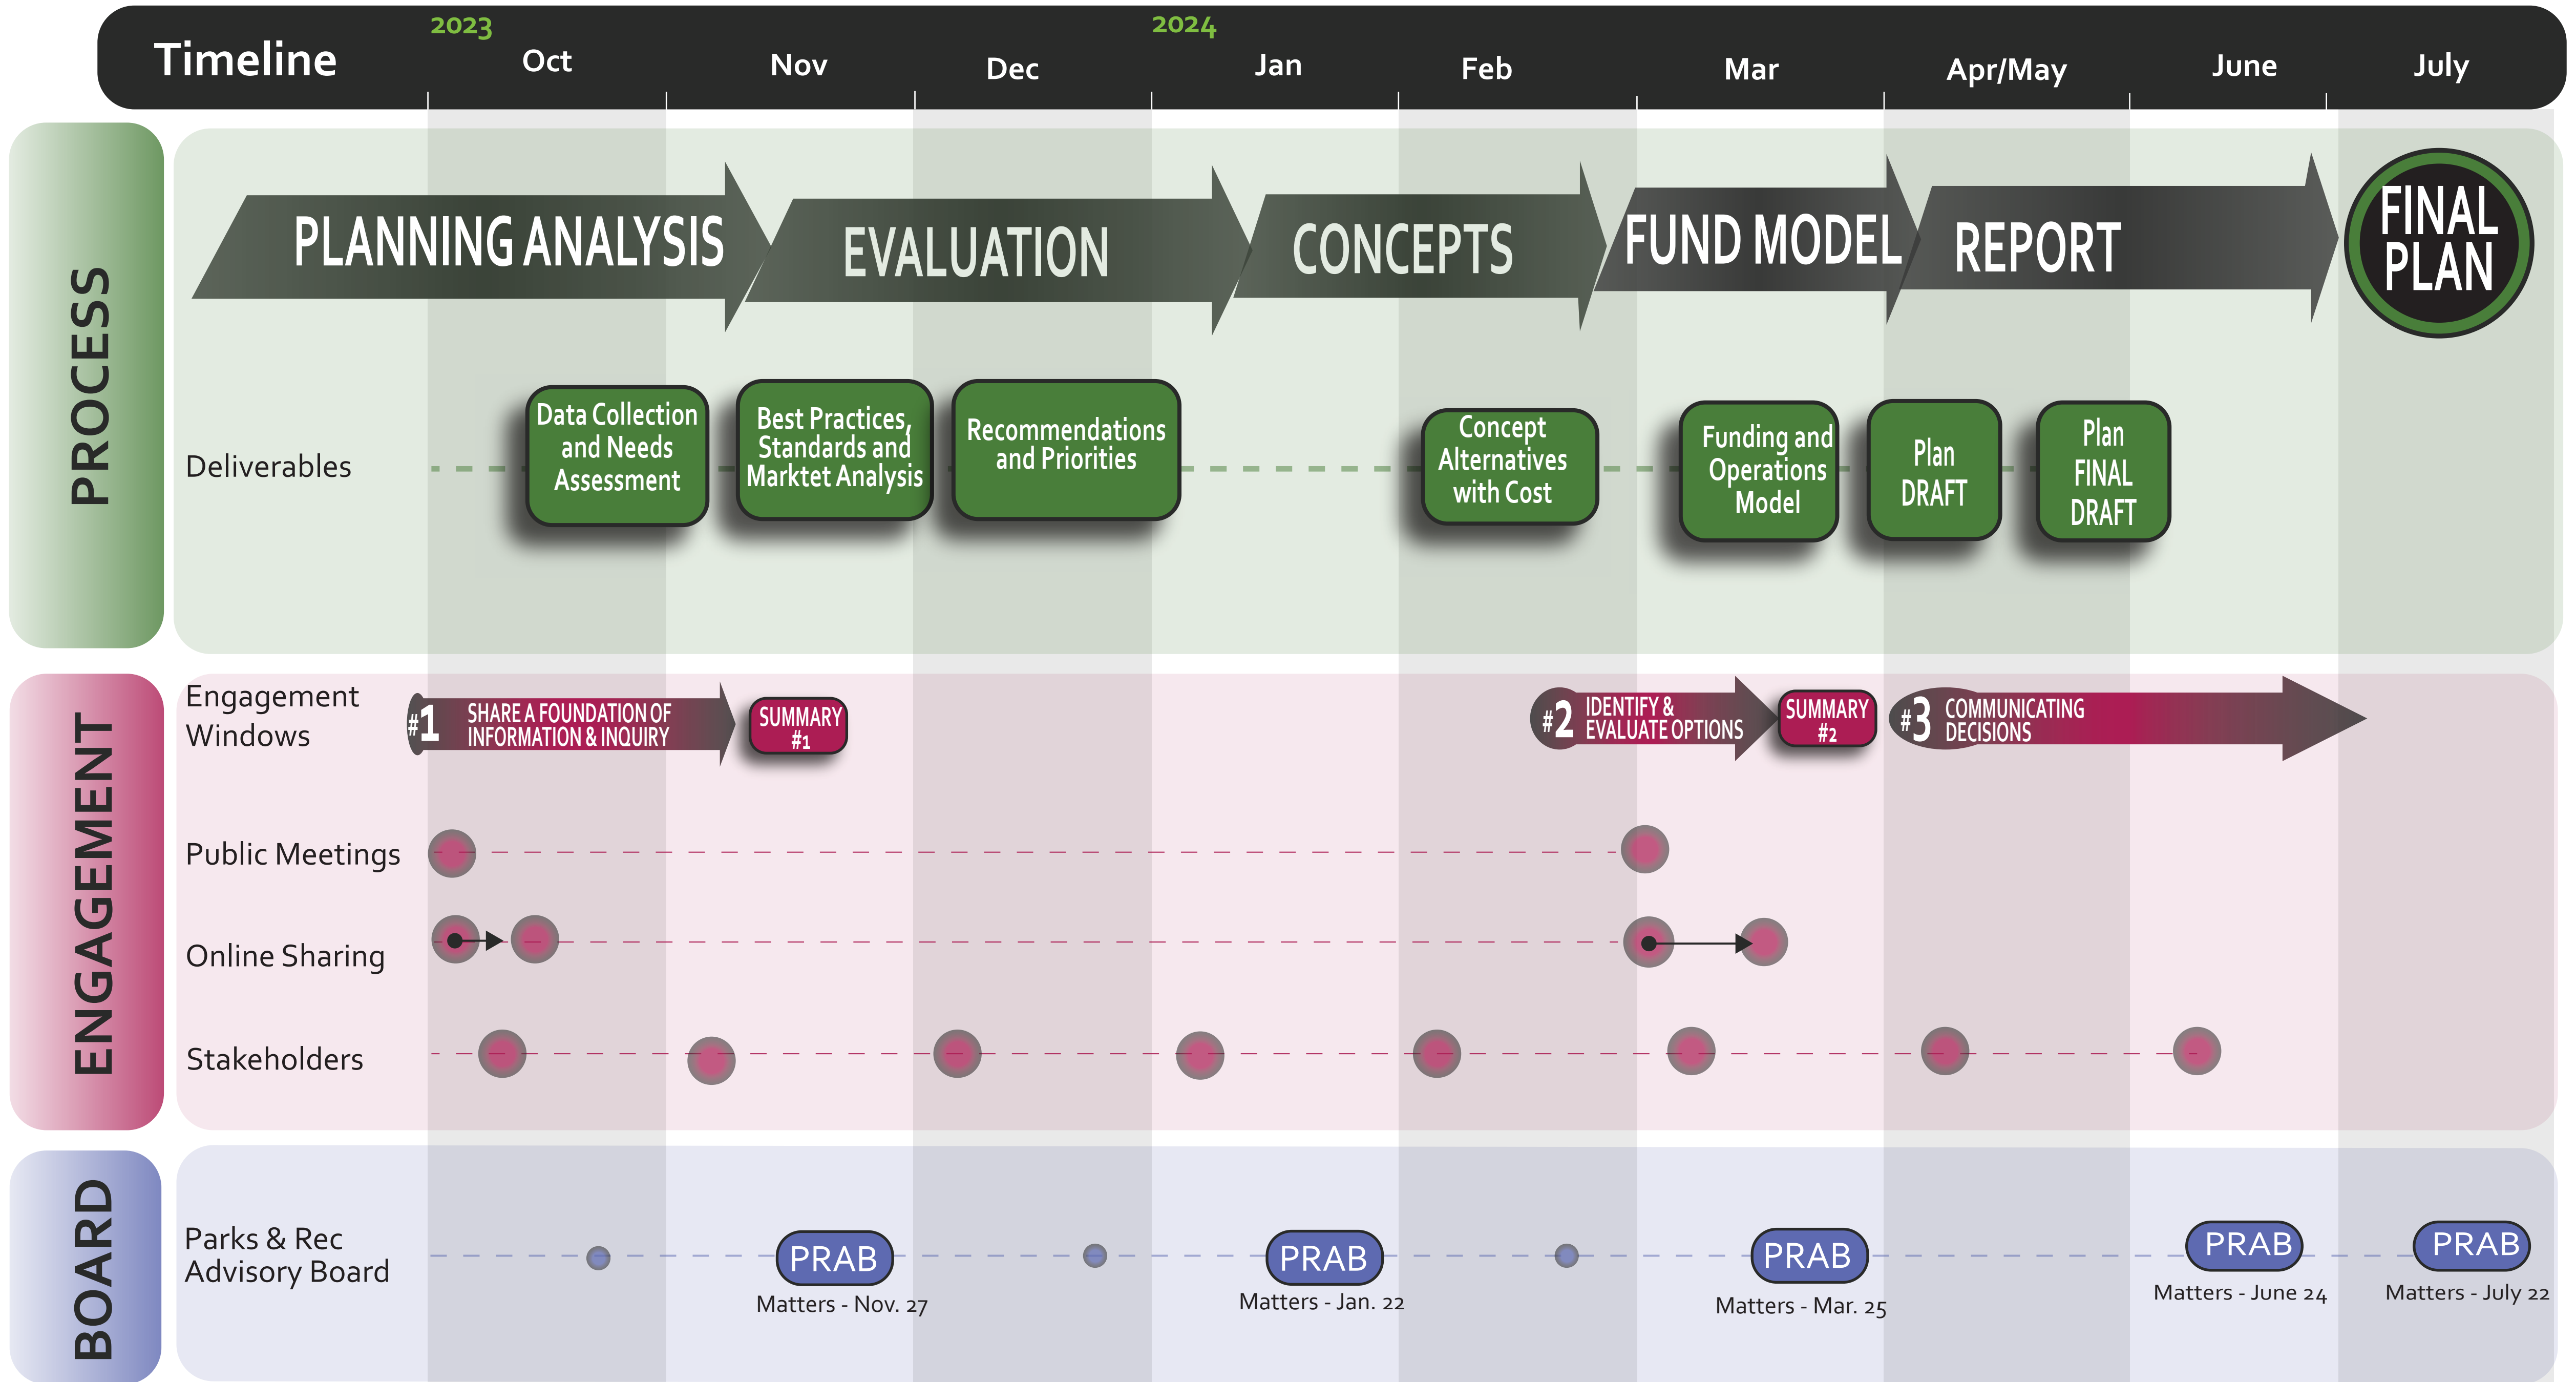 2023
2024
Timeline
Oct
Nov
Dec
Jan
Feb
Mar
Apr/May
June
July
PROCESS
PLANNING ANALYSIS
EVALUATION
CONCEPTS
FUND MODEL
REPORT
FINAL
PLAN
Deliverables
Data Collection
and Needs
Assessment
Best Practices,
Standards and
Marktet Analysis
Recommendations
and Priorities
Concept
Alternatives
with Cost
Funding and
Operations
Model
Plan
DRAFT
Plan
FINAL
DRAFT
ENGAGEMENT
Engagement
Windows
#1
SHARE A FOUNDATION OF
INFORMATION & INQUIRY
SUMMARY
#1
#2
IDENTIFY &
EVALUATE OPTIONS
SUMMARY
#2
#3
COMMUNICATING
DECISIONS
Public Meetings
Online Sharing
Stakeholders
BOARD
Parks & Rec
Advisory Board
PRAB
Matters - Nov. 27
PRAB
Matters - Jan. 22
PRAB
Matters - Mar. 25
PRAB
Matters - June 24
PRAB
Matters - July 22